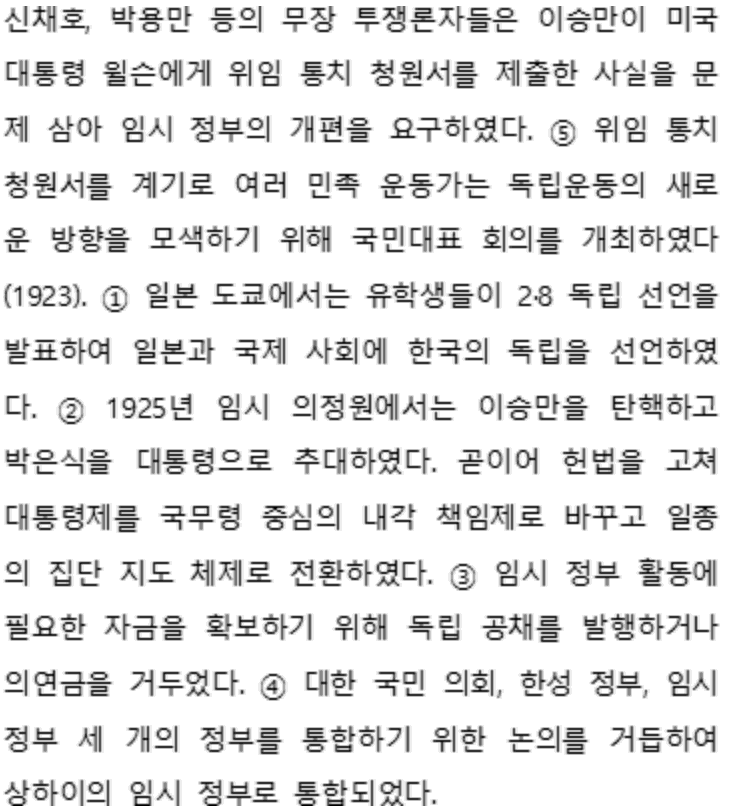 신채호, 박용만 등의 무장 투쟁론자들은 이승만이 미국
대통령 윌슨에게 위임 통치 청원서를 제출한 사실을 문
제 삼아 임시 정부의 개편을 요구하였다. ⑤ 위임 통치
청원서를 계기로 여러 민족 운동가는 독립운동의 새로
운 방향을 모색하기 위해 국민대표 회의를 개최하였다
(1923). ① 일본 도쿄에서는 유학생들이 2·8 독립 선언을
발표하여 일본과 국제 사회에 한국의 독립을 선언하였
다. ② 1925년 임시 의정원에서는 이승만을 탄핵하고
박은식을 대통령으로 추대하였다. 곧이어 헌법을 고쳐
대통령제를 국무령 중심의 내각 책임제로 바꾸고 일종
의 집단 지도 체제로 전환하였다. ③ 임시 정부 활동에
필요한 자금을 확보하기 위해 독립 공채를 발행하거나
의연금을 거두었다. ④ 대한 국민 의회, 한성 정부, 임시
정부 세 개의 정부를 통합하기 위한 논의를 거듭하여
상하이의 임시 정부로 통합되었다.